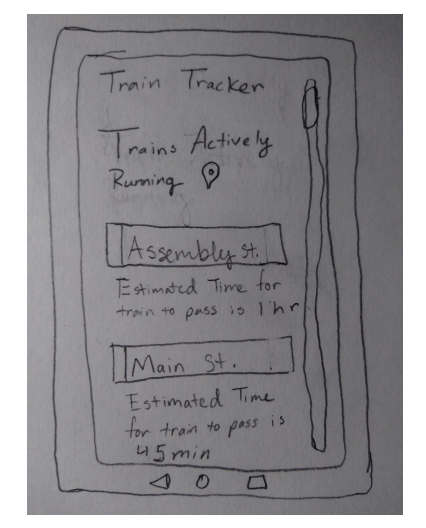 Train Tracker
Trains Actively
Running
Assembly St.
Estimated Time for
train to pass is 1 hr
Main St.
Estimated Time
for train to pass is
45 min